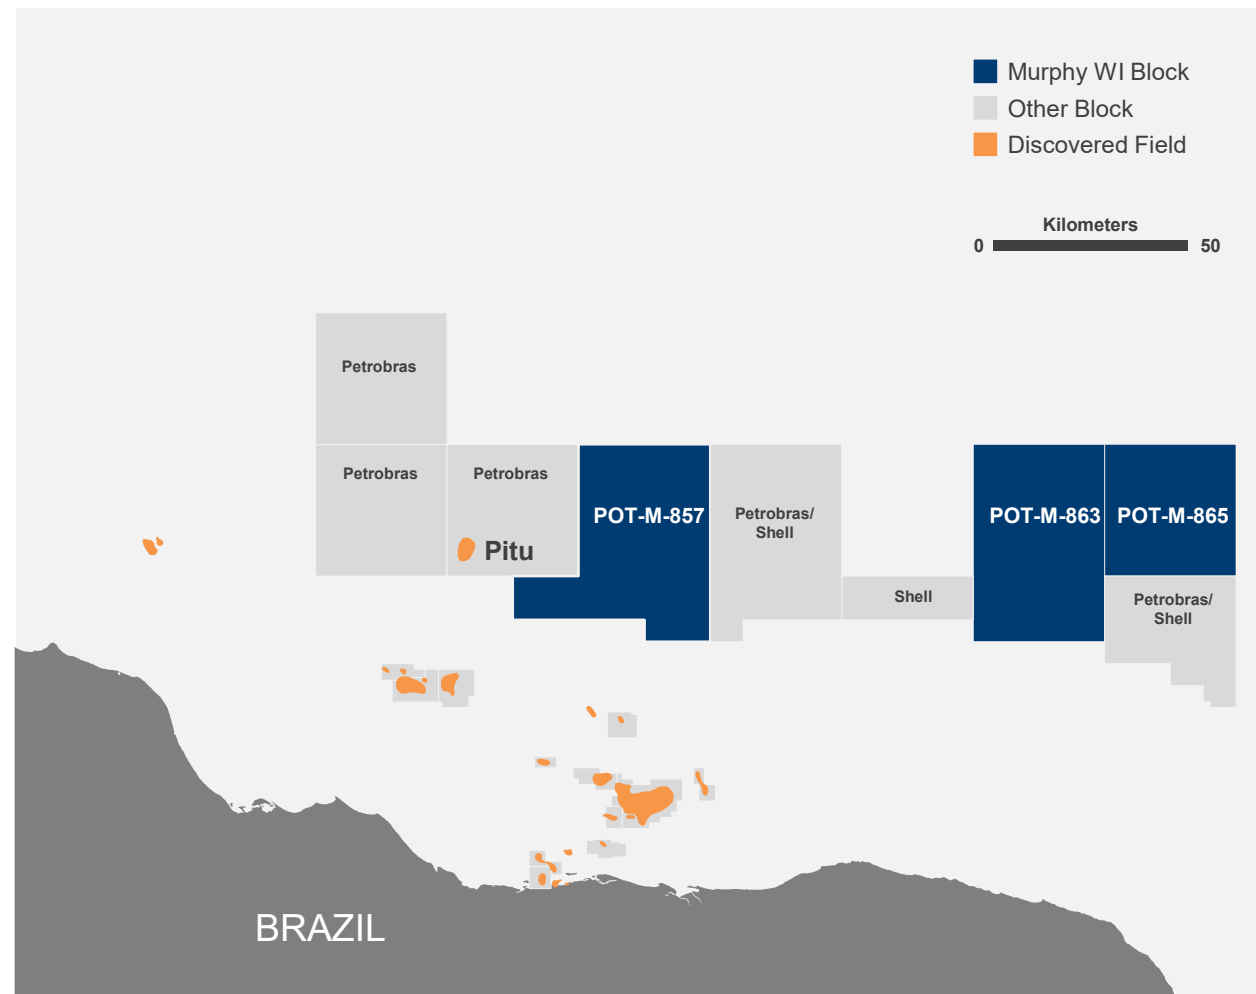 Murphy WI Block
Other Block
Discovered Field
Kilometers
0 50
Petrobras
Petrobras
Petrobras
Pitu
POT-M-857
Petrobras/
Shell
Shell
POT-M-863
POT-M-865
Petrobras/
Shell
BRAZIL